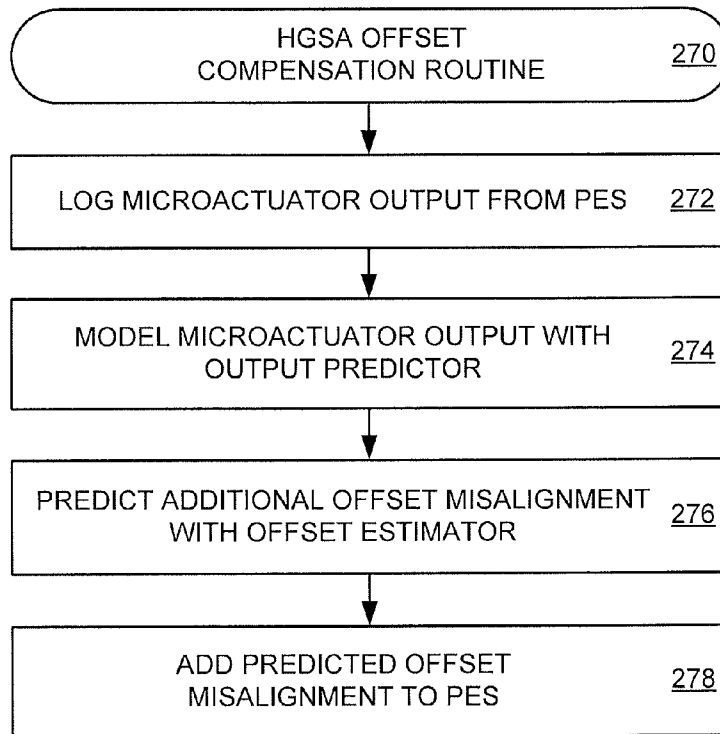 HGSA OFFSET
COMPENSATION ROUTINE
270
LOG MICROACTUATOR OUTPUT FROM PES
272
MODEL MICROACTUATOR OUTPUT WITH
OUTPUT PREDICTOR
274
PREDICT ADDITIONAL OFFSET MISALIGNMENT
WITH OFFSET ESTIMATOR
276
ADD PREDICTED OFFSET
MISALIGNMENT TO PES
278